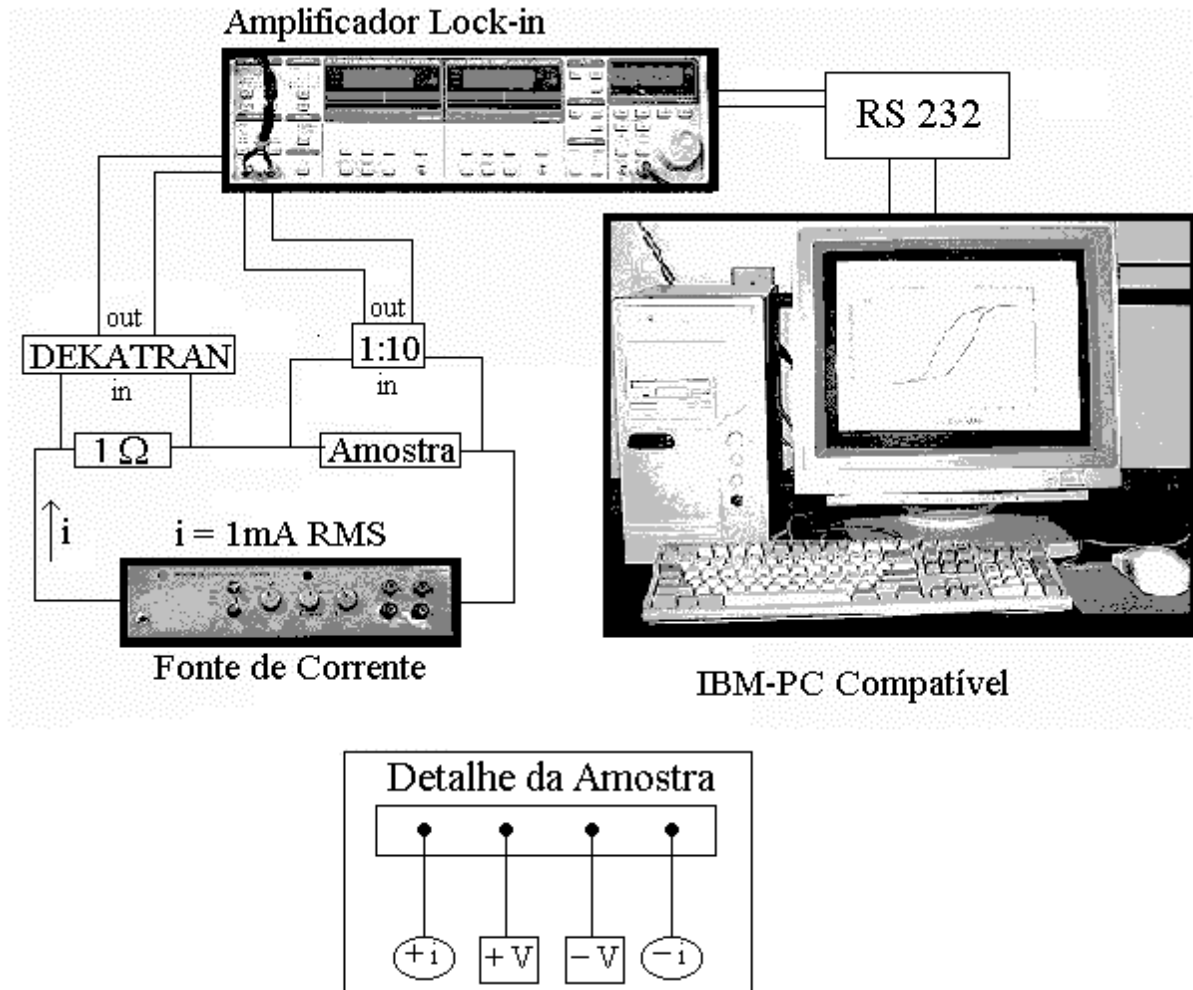 Amplificador Lock-in
RS 232
out
DEKATRAN
in
out
1:10
in
1 Ω
Amostra
i
i = 1mA RMS
Fonte de Corrente
IBM-PC Compatível
Detalhe da Amostra
+i
+V
-V
-i